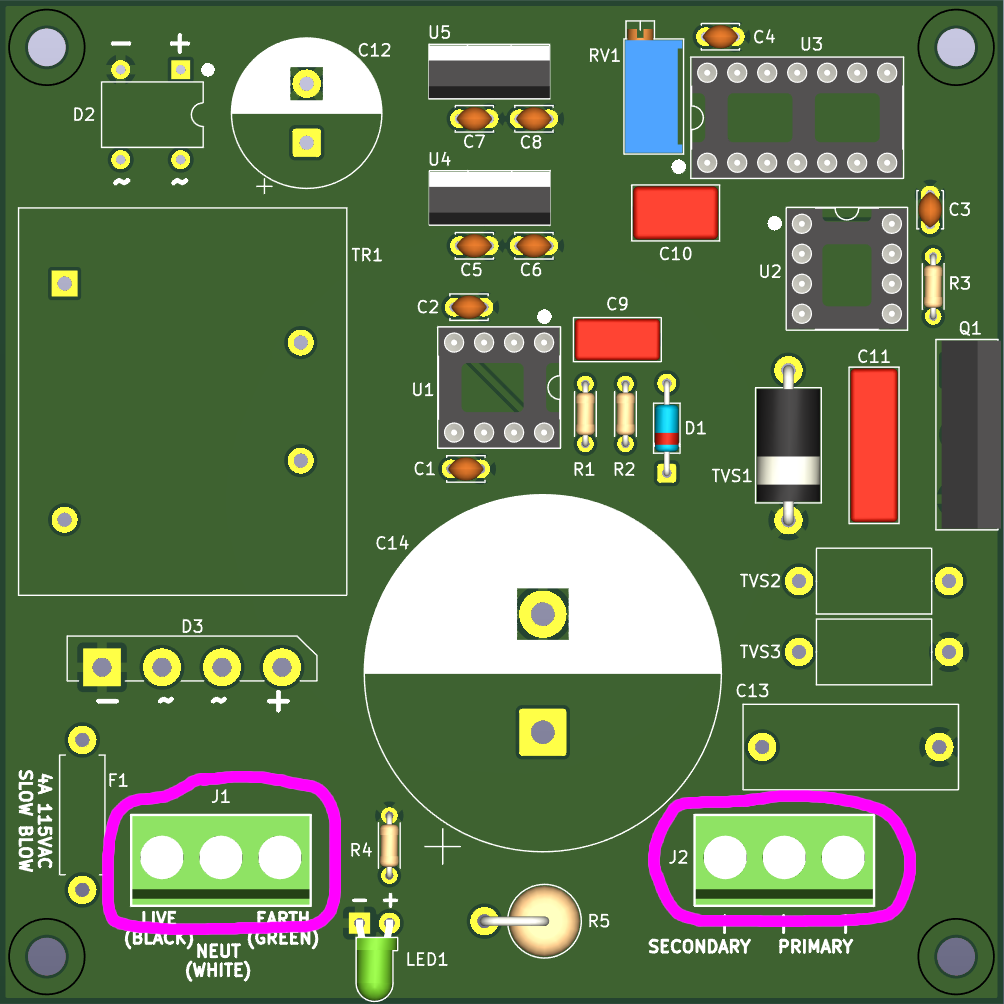 U5
C12
RV1
C4
U3
− +
D2
C7
C8
U4
~ ~
+
C3
C10
TR1
C5
C6
U2
R3
C2
C9
Q1
C11
U1
D1
R1
R2
C1
TVS1
C14
TVS2
D3
TVS3
− ~ ~ +
C13
F1
4A 115VAC
SLOW BLOW
J1
R4
+
J2
− +
LIVE
(BLACK)
NEUT
(WHITE)
EARTH
(GREEN)
R5
SECONDARY
PRIMARY
LED1